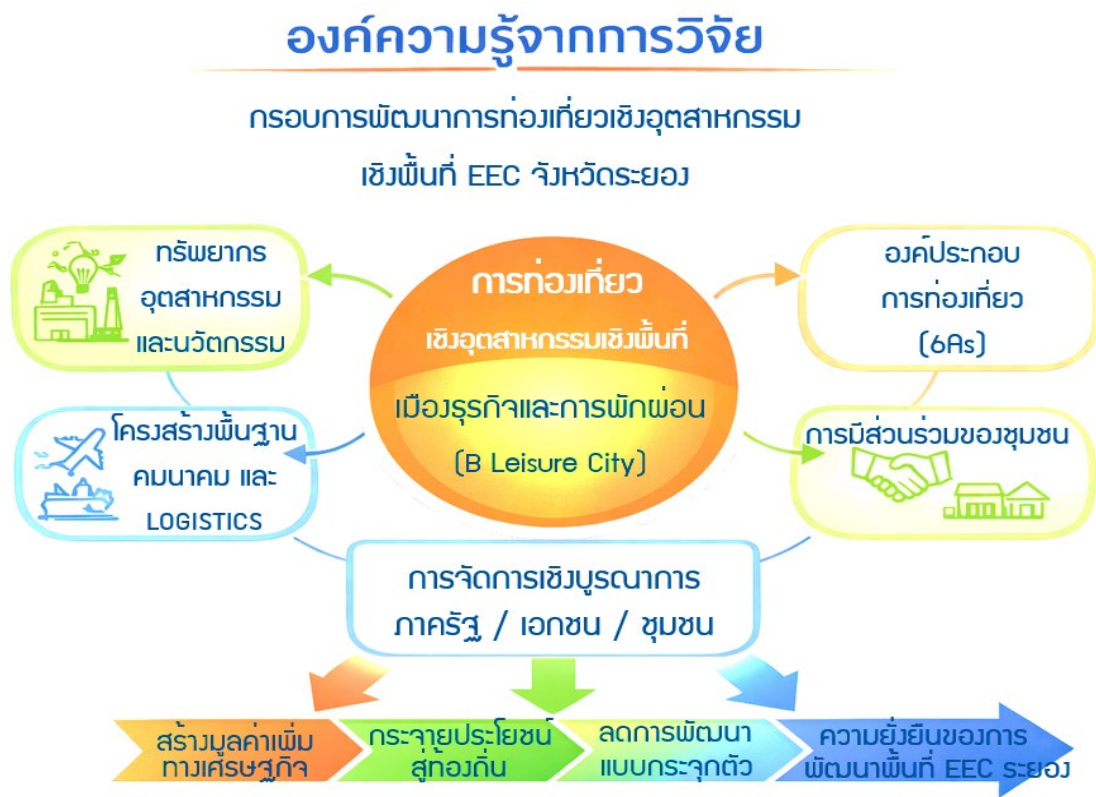 องค์ความรู้จากการวิจัย
กรอบการพัฒนาการท่องเที่ยวเชิงอุตสาหกรรม
เชิงพื้นที่ EEC จังหวัดระยอง
ทรัพยากร
อุตสาหกรรม
และนวัตกรรม
การท่องเที่ยว
เชิงอุตสาหกรรมเชิงพื้นที่
เมืองธุรกิจและการพักผ่อน
(B Leisure City)
องค์ประกอบ
การท่องเที่ยว
(6As)
โครงสร้างพื้นฐาน
คมนาคม และ
LOGISTICS
การมีส่วนร่วมของชุมชน
การจัดการเชิงบูรณาการ
ภาครัฐ / เอกชน / ชุมชน
สร้างมูลค่าเพิ่ม
ทางเศรษฐกิจ
กระจายประโยชน์
สู่ท้องถิ่น
ลดการพัฒนา
แบบกระจุกตัว
ความยั่งยืนของการ
พัฒนาพื้นที่ EEC ระยอง